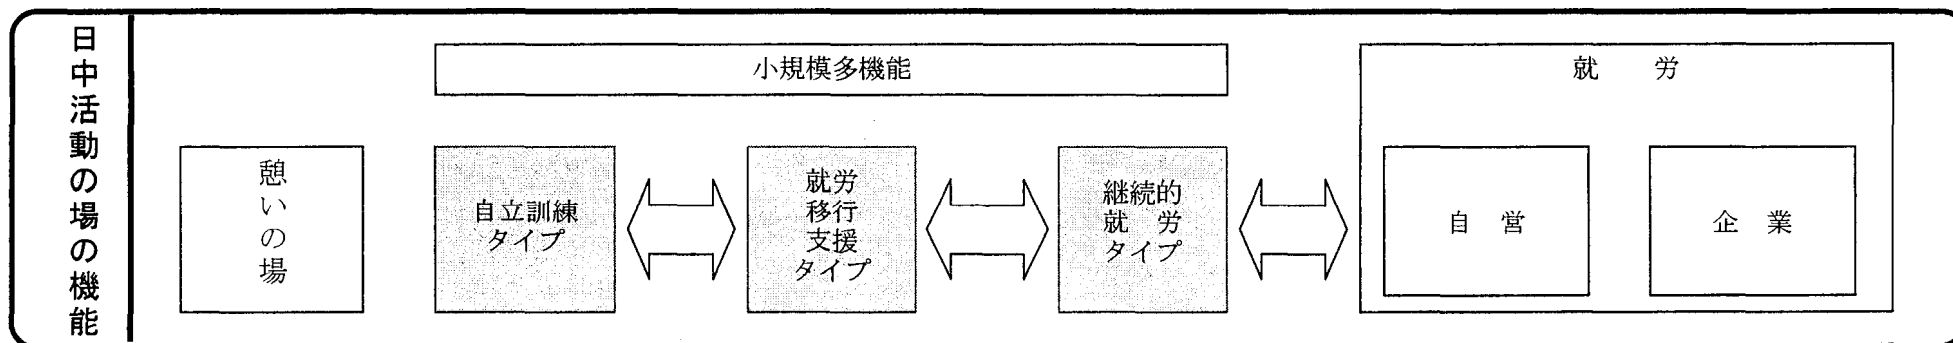 日中活動の場の機能
小規模多機能
就　労
憩いの場
自立訓練
タイプ
就労
移行
支援
タイプ
継続的
就　労
タイプ
自　営
企　業